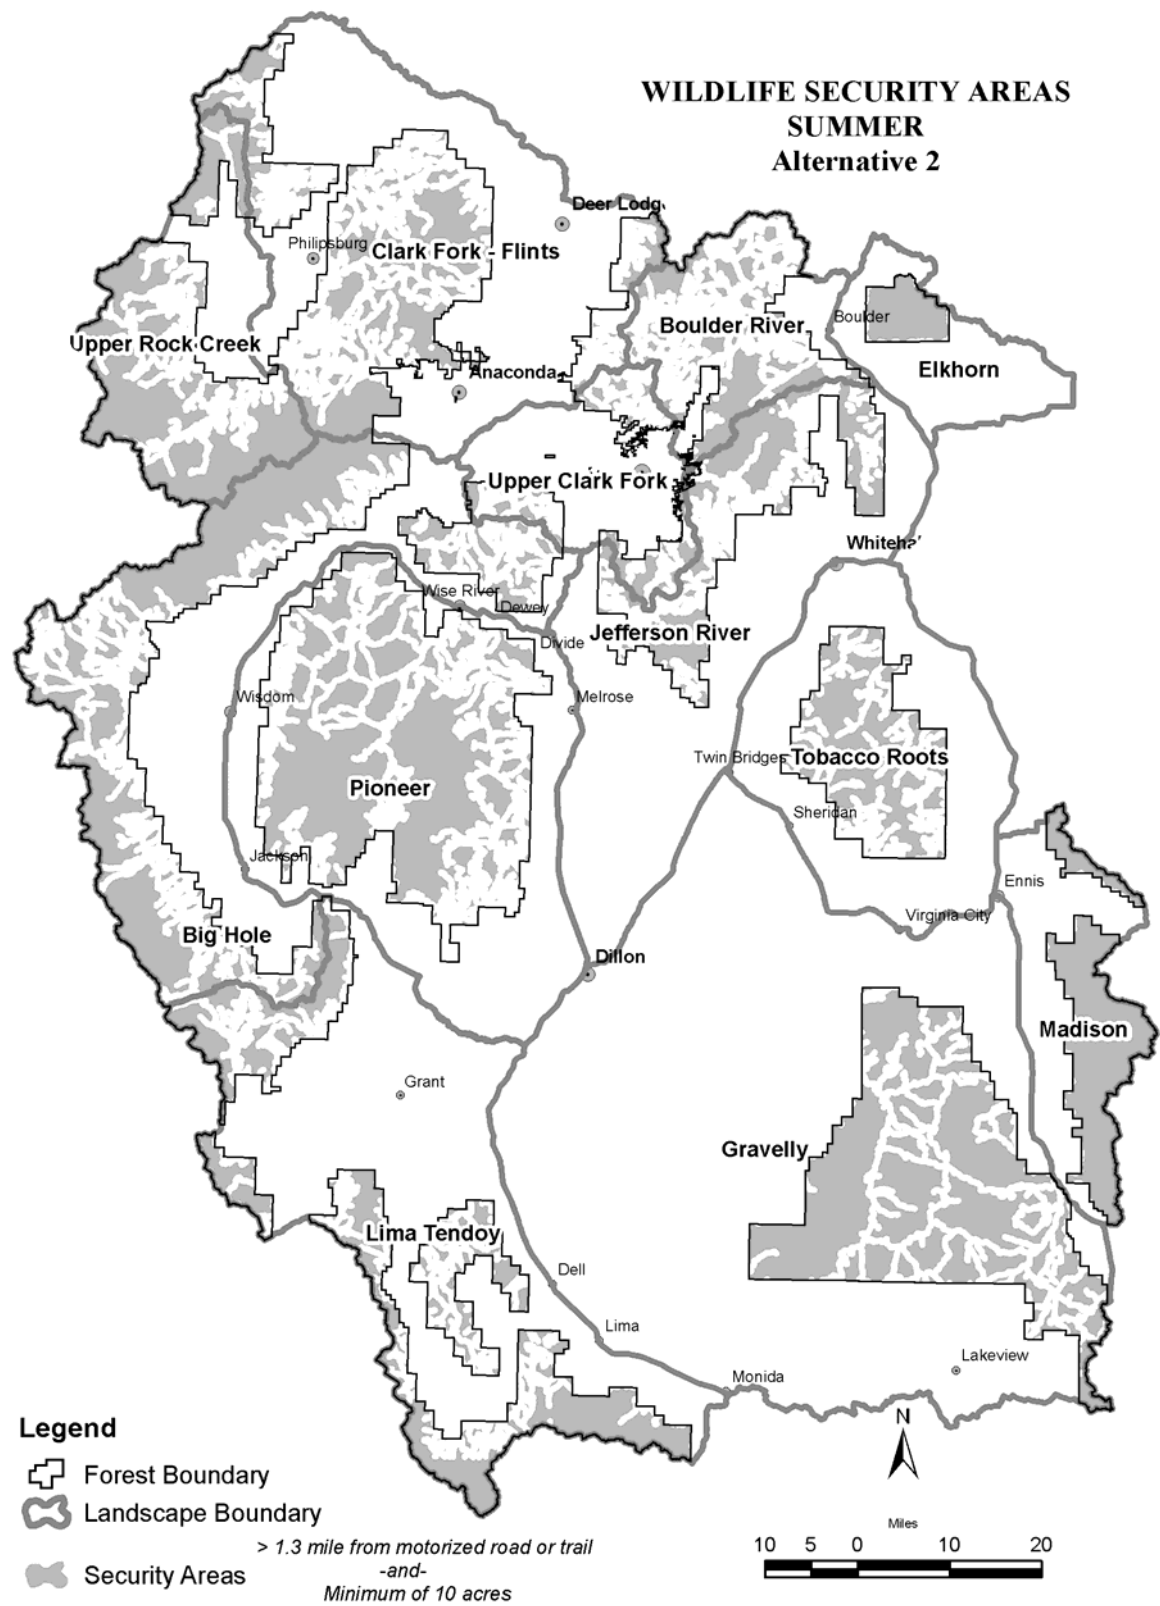 WILDLIFE SECURITY AREAS
SUMMER
Alternative 2
Deer Lodg
Philipsburg
Clark Fork - Flints
Boulder River
Boulder
Upper Rock Creek
Elkhorn
Anaconda
Upper Clark Fork
Whiteha
Wise River
Dewey
Jefferson River
Divide
Wisdom
Melrose
Twin Bridges
Tobacco Roots
Pioneer
Sheridan
Jackson
Ennis
Virginia City
Big Hole
Dillon
Madison
Grant
Gravelly
Lima Tendoy
Dell
Lima
Lakeview
Monida
N
Legend
Forest Boundary
Landscape Boundary
Security Areas
> 1.3 mile from motorized road or trail
-and-
Minimum of 10 acres
Miles
10 5 0 10 20